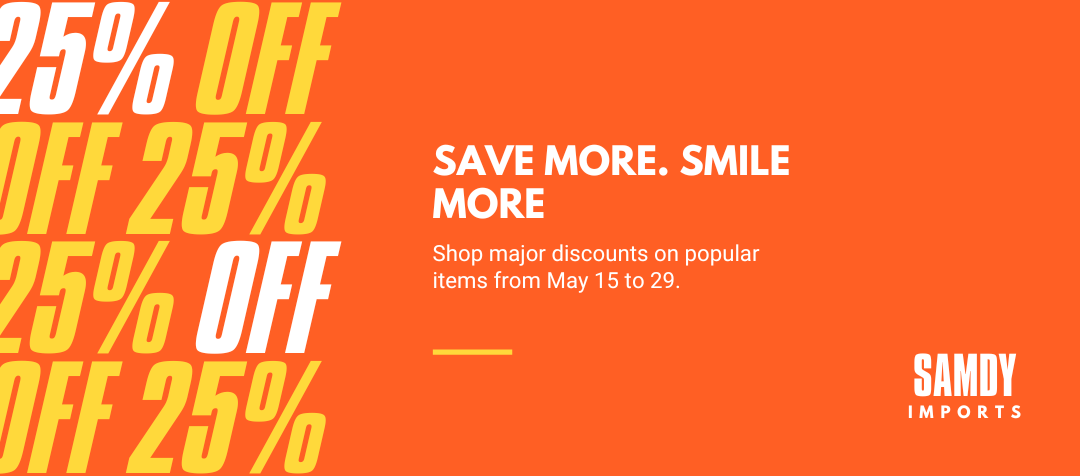 25% OFF
OFF 25%
25% OFF
OFF 25%
SAVE MORE. SMILE
MORE
Shop major discounts on popular
items from May 15 to 29.
SAMDY
IMPORTS